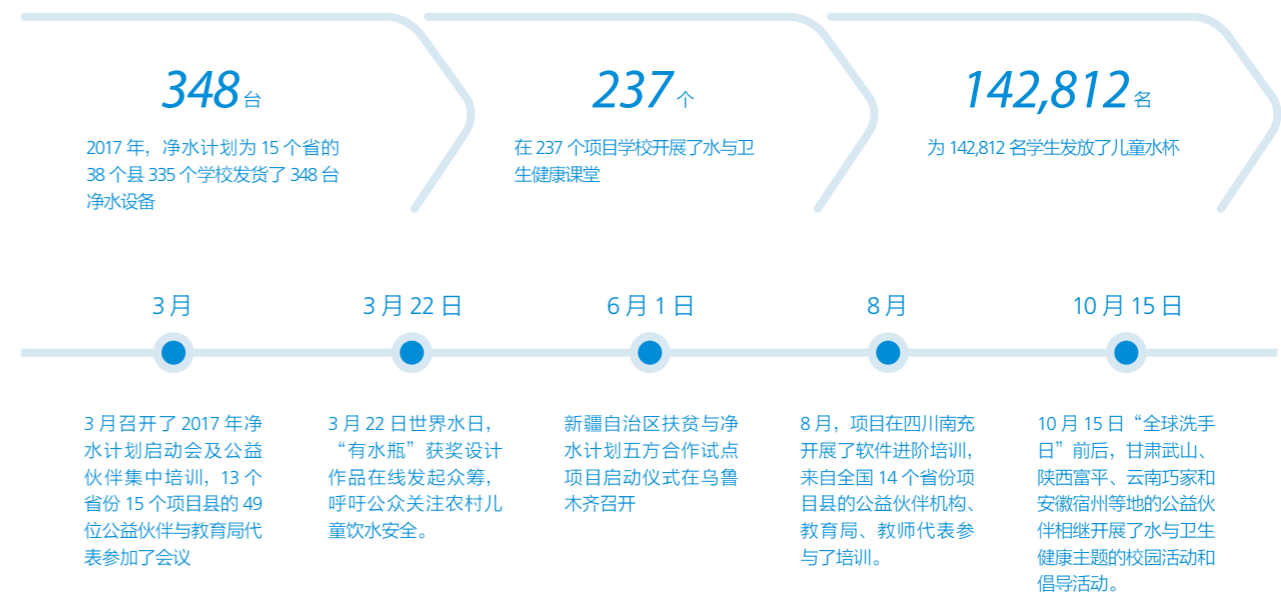 348台
2017 年，净水计划为 15 个省的
38 个县 335 个学校发货了 348 台
净水设备
237个
在 237 个项目学校开展了水与卫
生健康课堂
142,812名
为 142,812 名学生发放了儿童水杯
3 月
3 月召开了 2017 年净
水计划启动会及公益
伙伴集中培训，13 个
省份 15 个项目县的 49
位公益伙伴与教育局代
表参加了会议
3 月 22 日
3 月 22 日世界水日，
“有水瓶”获奖设计
作品在线发起众筹，
呼吁公众关注农村儿
童饮水安全。
6 月 1 日
新疆自治区扶贫与净
水计划五方合作试点
项目启动仪式在乌鲁
木齐召开
8 月
8 月，项目在四川南充
开展了软件进阶培训，
来自全国 14 个省份项
目县的公益伙伴机构、
教育局、教师代表参
与了培训。
10 月 15 日
10 月 15 日“全球洗手
日”前后，甘肃武山、
陕西富平、云南巧家和
安徽宿州等地的公益伙
伴相继开展了水与卫生
健康主题的校园活动和
倡导活动。